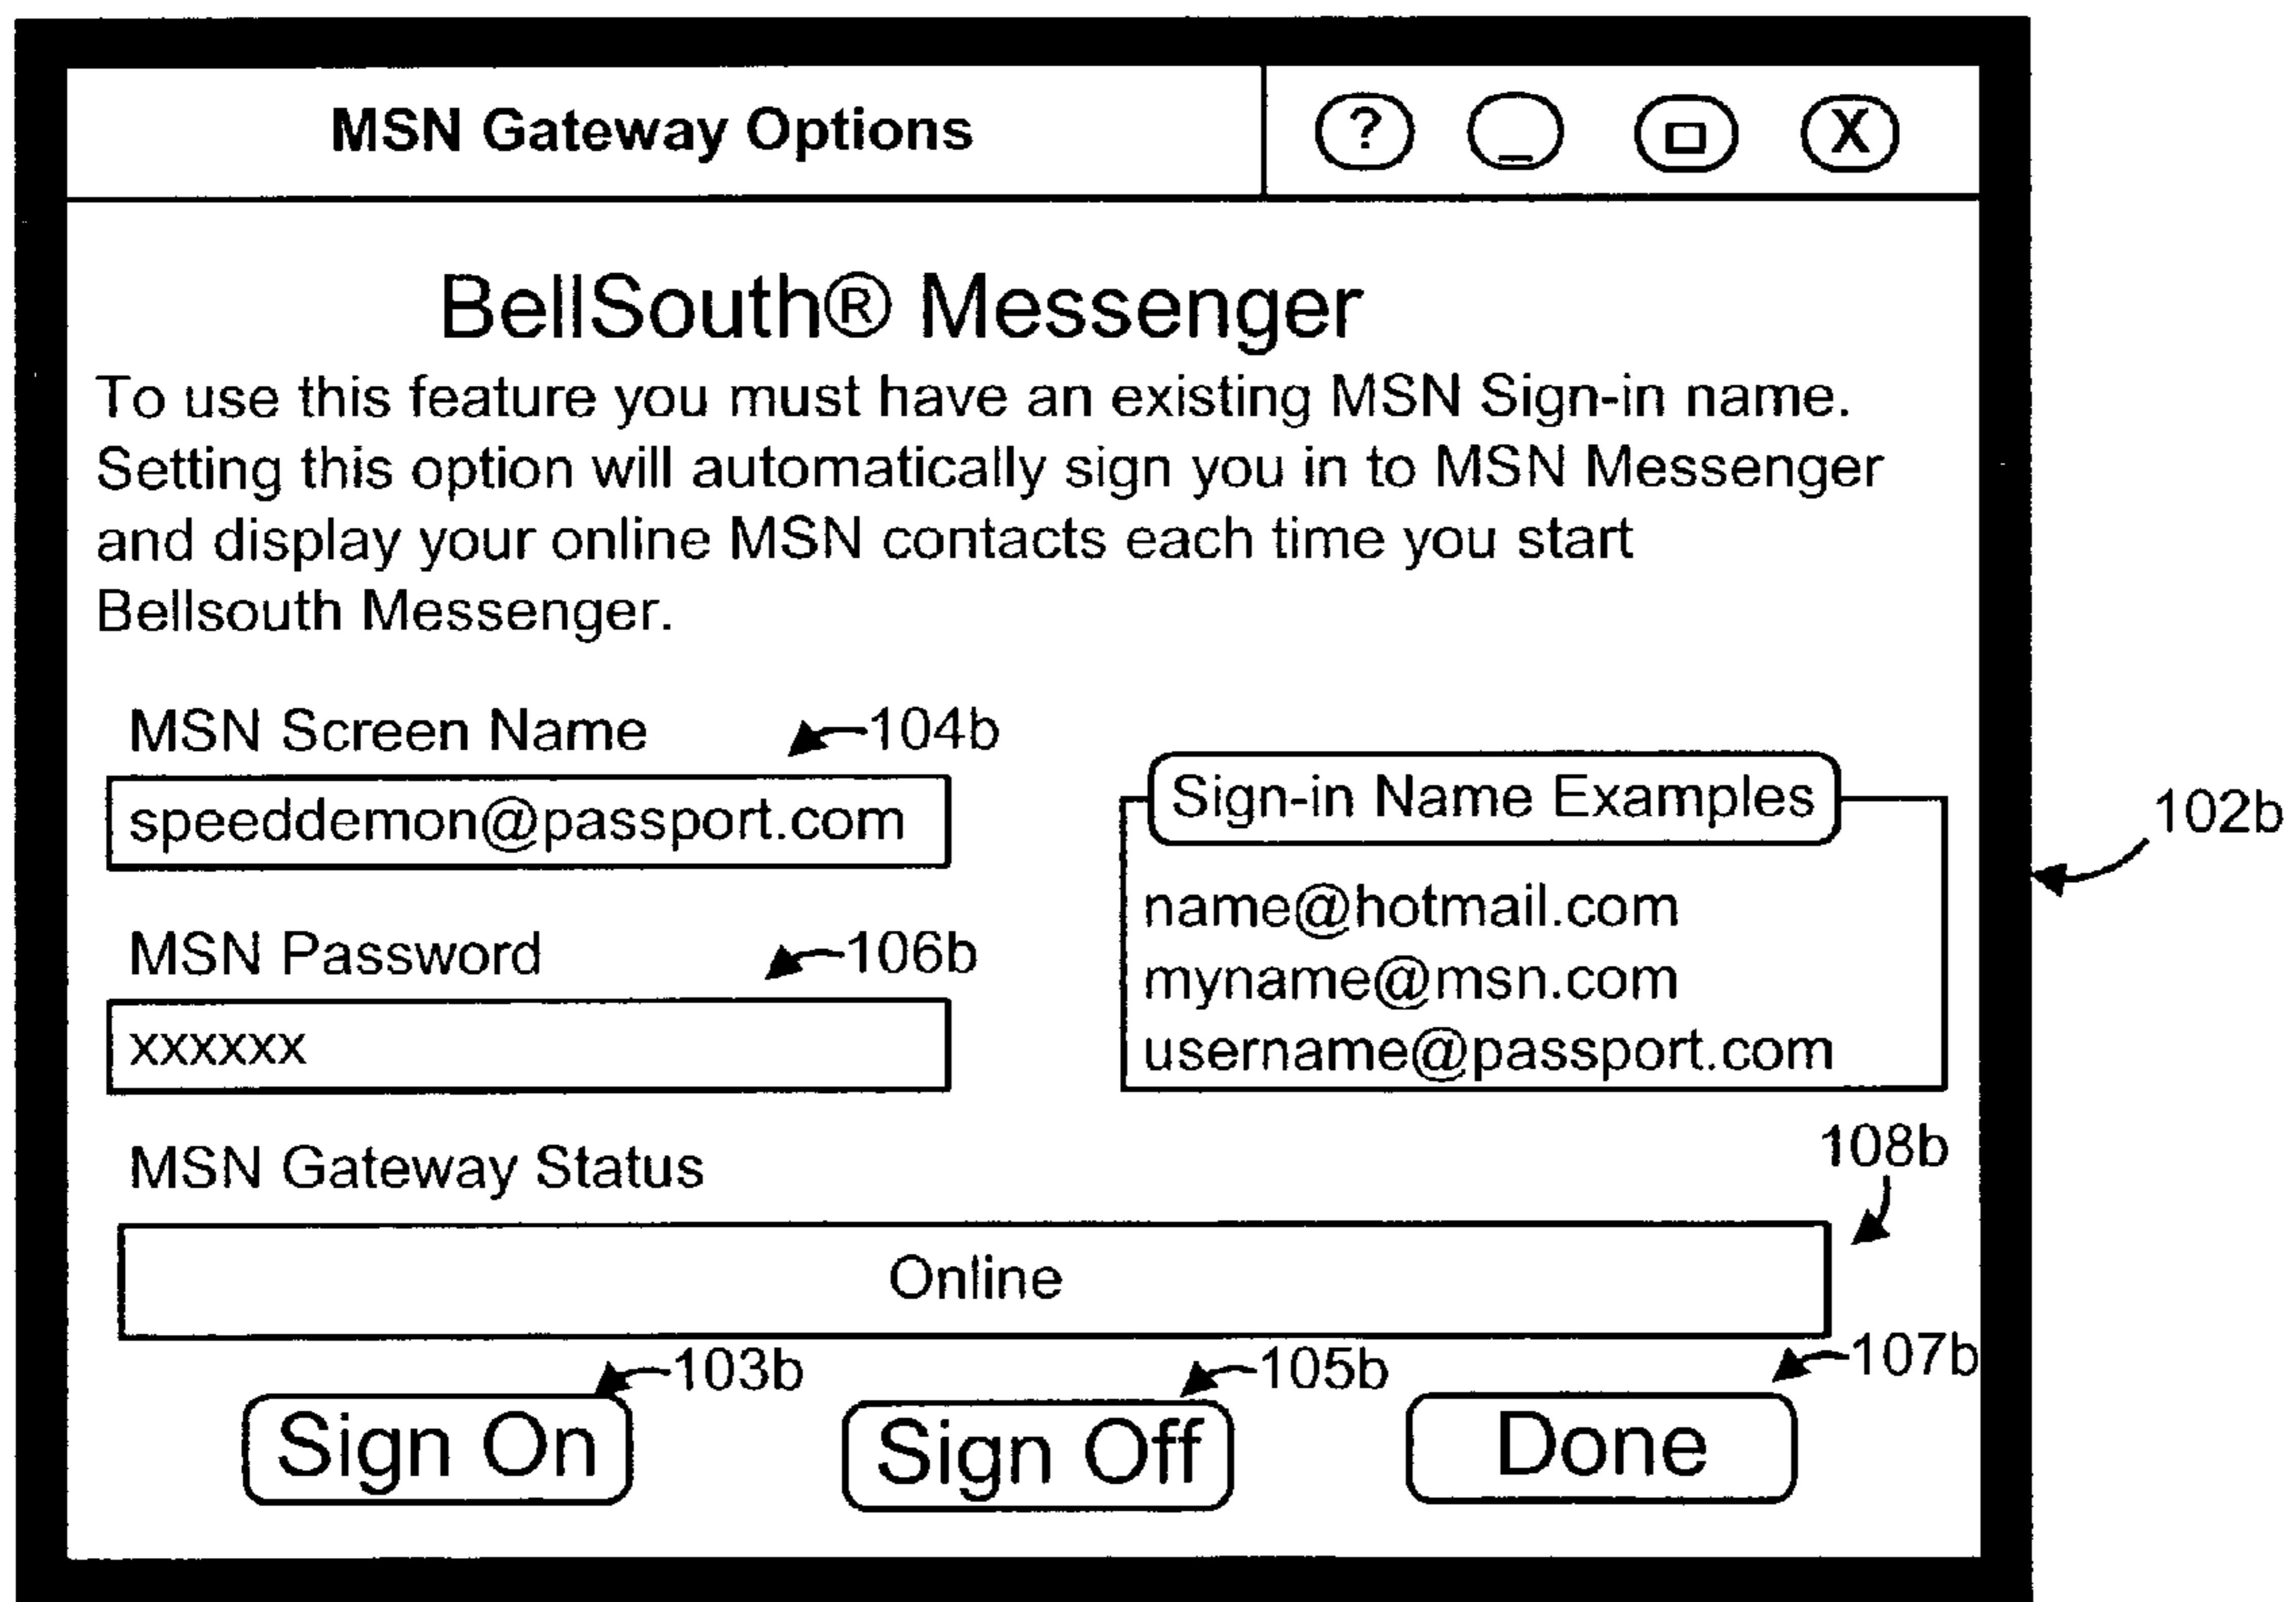 MSN Gateway Options ? _ X
BellSouth® Messenger
To use this feature you must have an existing MSN Sign-in name.
Setting this option will automatically sign you in to MSN Messenger
and display your online MSN contacts each time you start
Bellsouth Messenger.
MSN Screen Name
104b
speeddemon@passport.com
MSN Password
106b
xxxxxx
Sign-in Name Examples
name@hotmail.com
myname@msn.com
username@passport.com
102b
MSN Gateway Status
108b
Online
103b
105b
107b
Sign On
Sign Off
Done